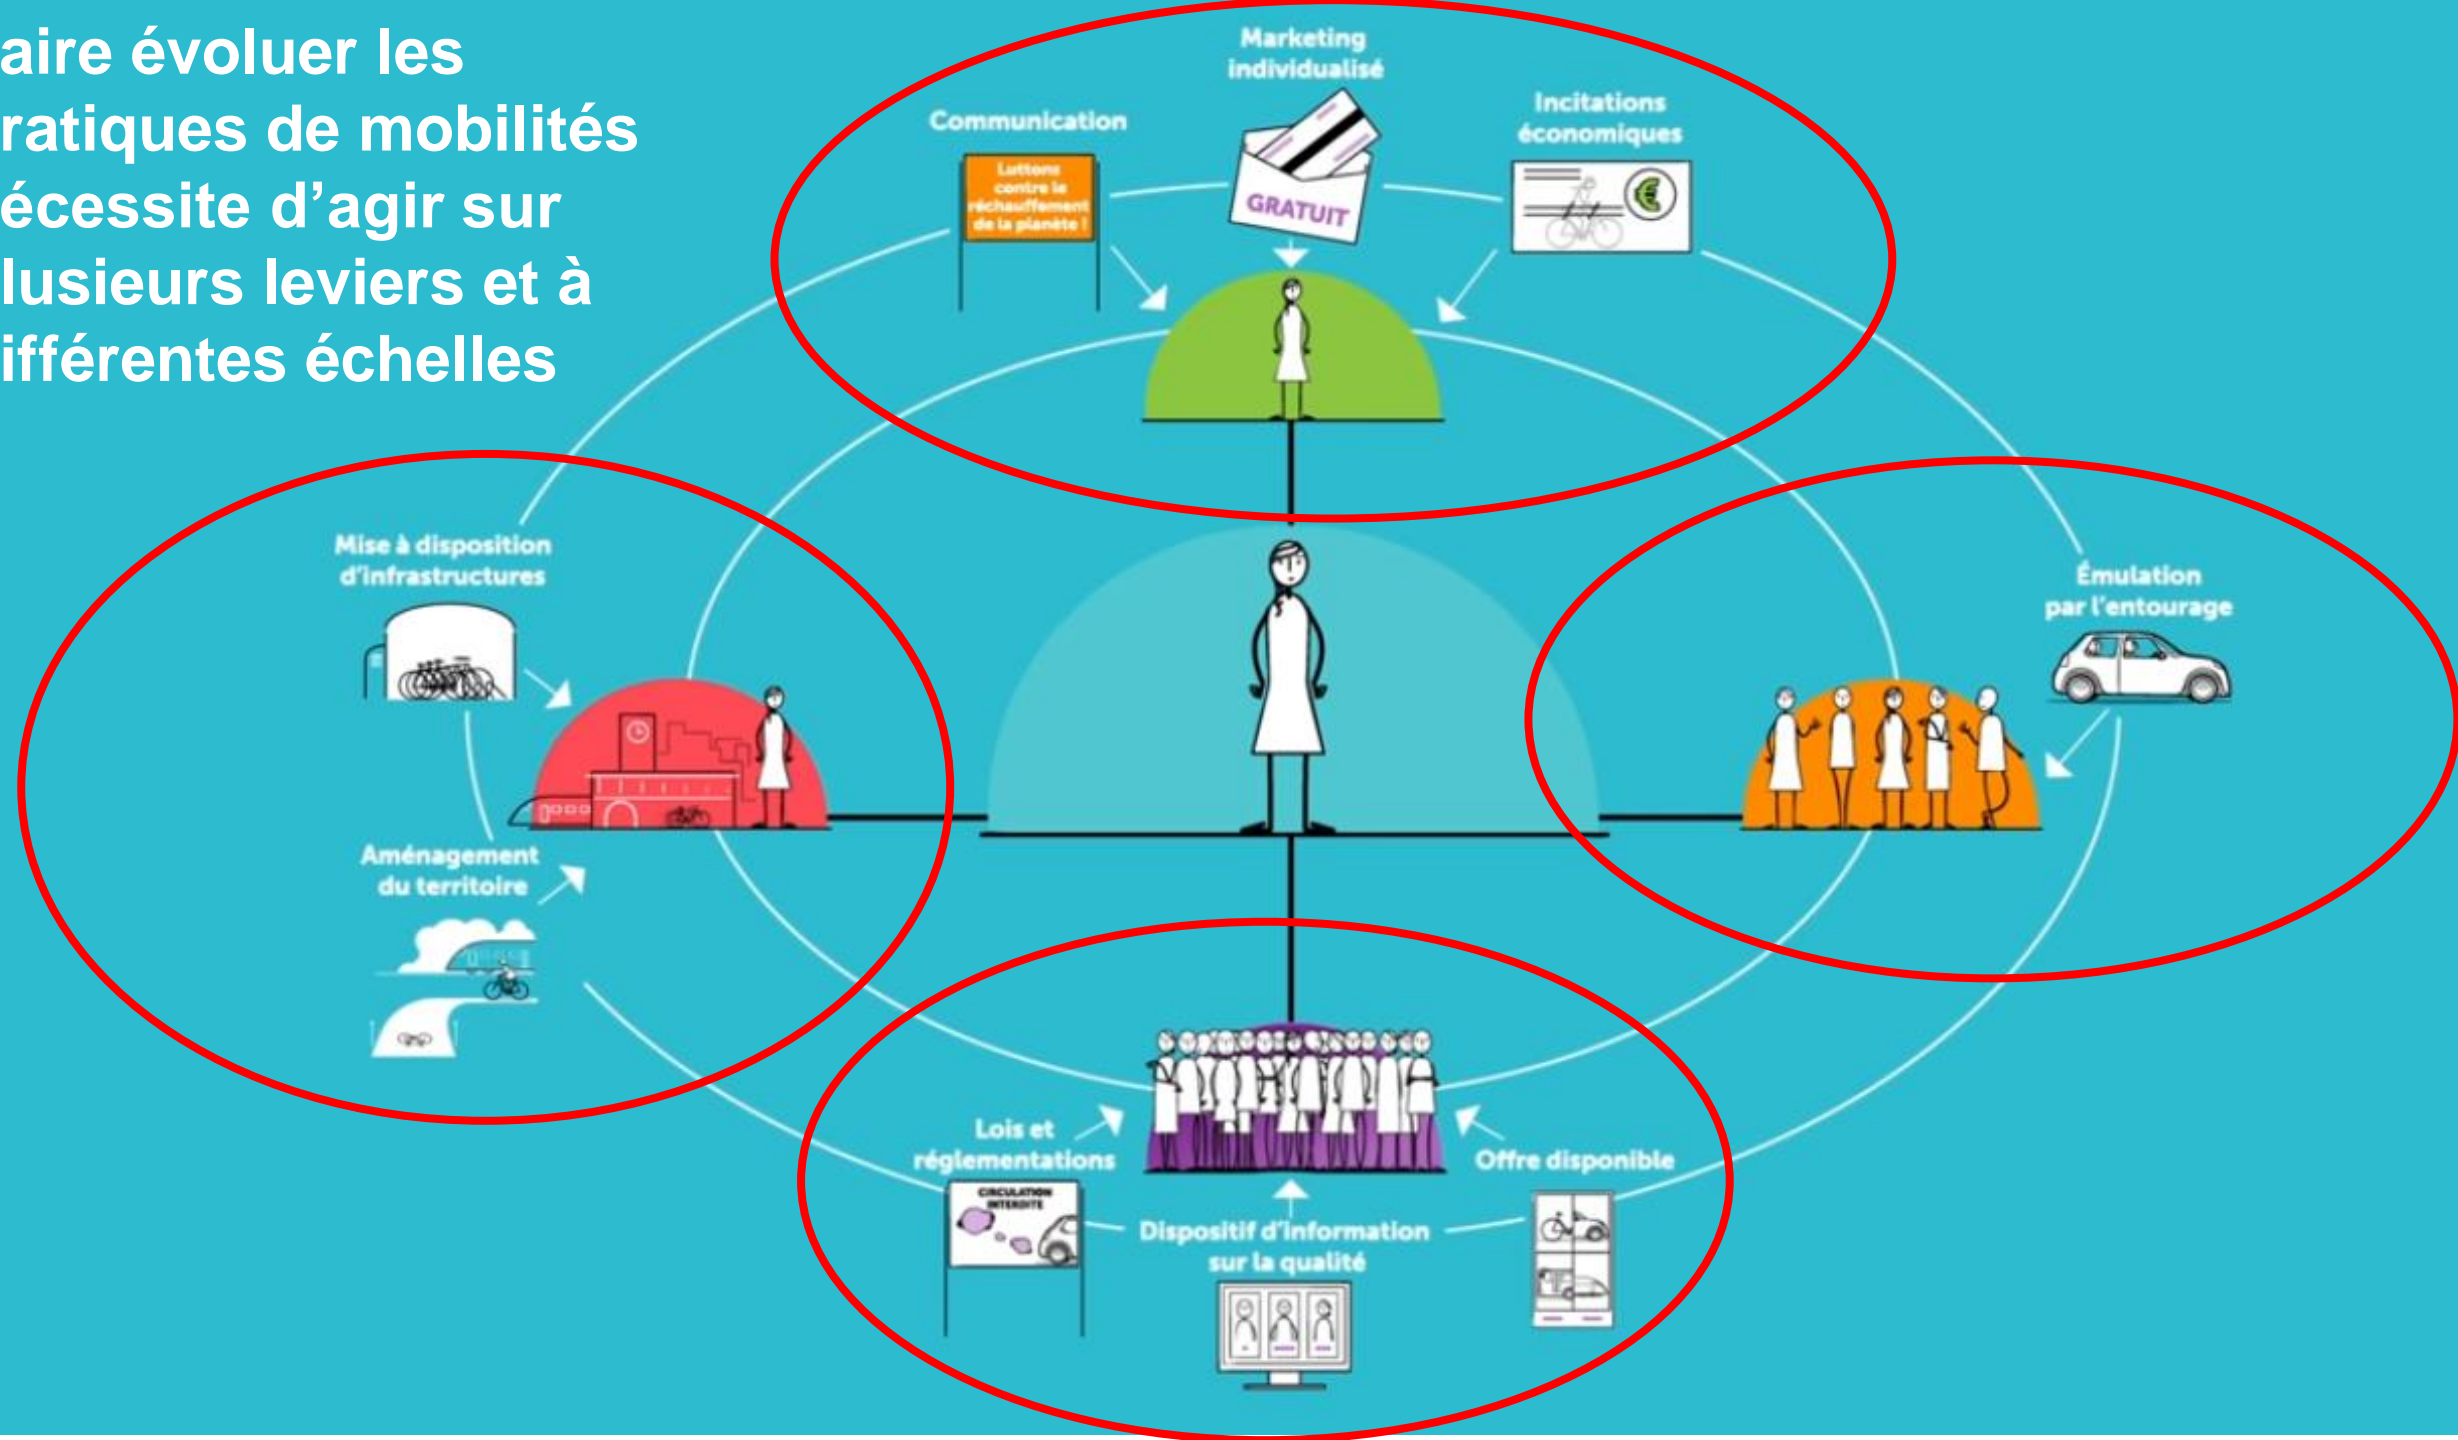 aire évoluer les
ratiques de mobilités
écessite d'agir sur
lusieurs leviers et à
ifférentes échelles
Marketing
individualisé
Communication
Incitations
économiques
Luttons
contre le
réchauffement
de la planète !
GRATUIT
€
Mise à disposition
d'infrastructures
Émulation
par l'entourage
Aménagement
du territoire
Lois et
réglementations
Offre disponible
CIRCULATION
INTERDITE
Dispositif d'information
sur la qualité